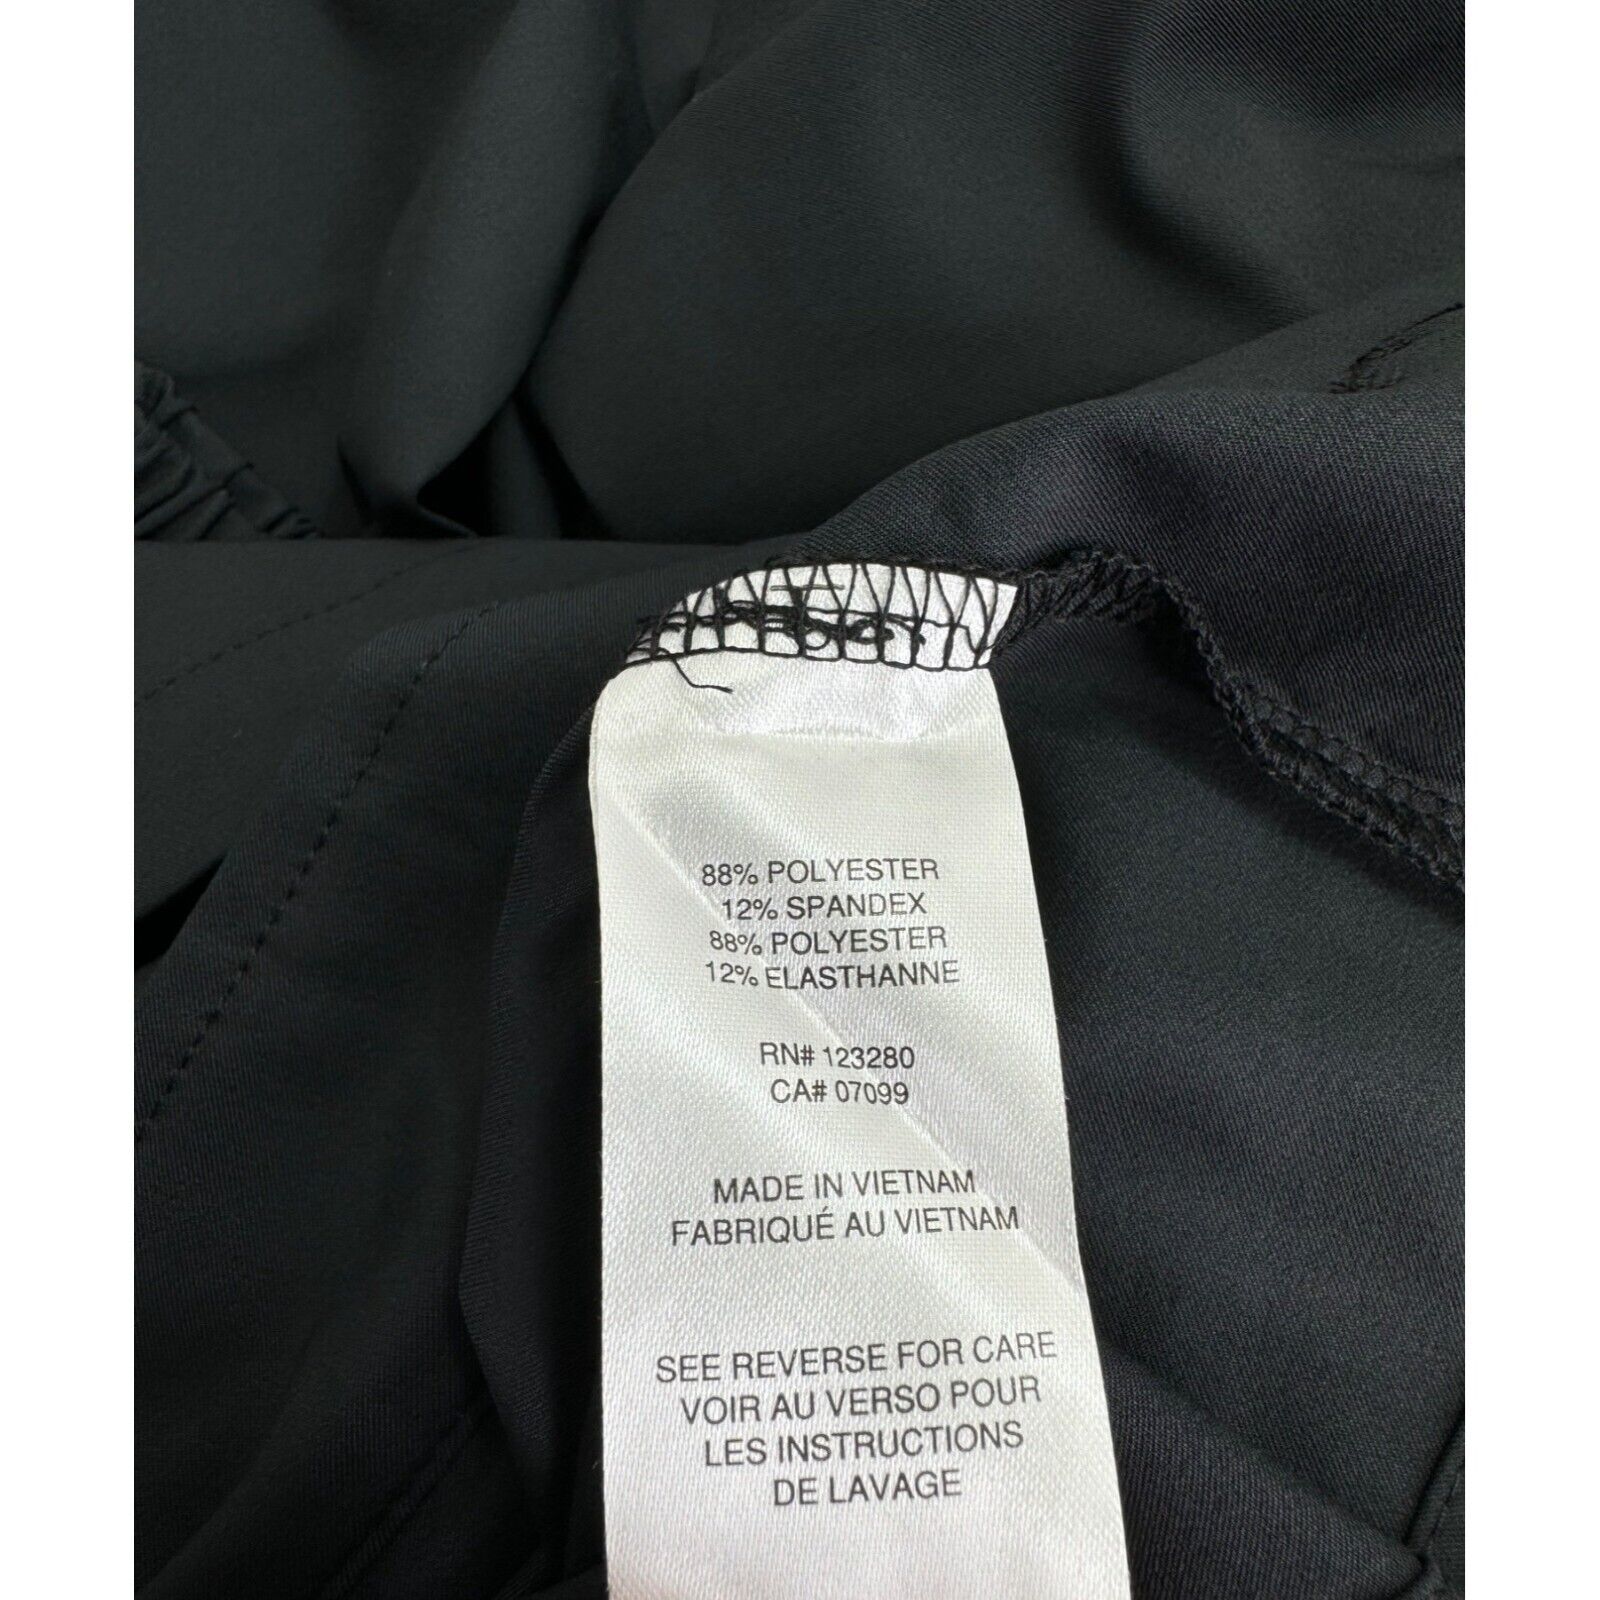 88% POLYESTER
12% SPANDEX
88% POLYESTER
12% ELASTHANNE
RN# 123280
CA# 07099
MADE IN VIETNAM
FABRIQUÉ AU VIETNAM
SEE REVERSE FOR CARE
VOIR AU VERSO POUR
LES INSTRUCTIONS
DE LAVAGE